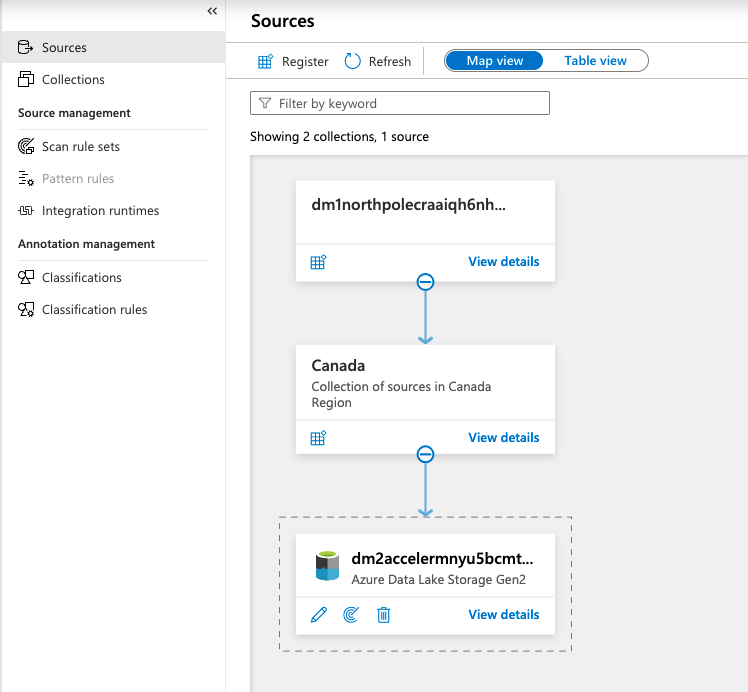 «
Sources
Collections
Source management
Scan rule sets
Pattern rules
Integration runtimes
Annotation management
Classifications
Classification rules
Sources
Register
Refresh
Map view
Table view
Filter by keyword
Showing 2 collections, 1 source
dm1northpolecraaiqh6nh...
View details
Canada
Collection of sources in Canada
Region
View details
dm2accelermnyu5bcmt...
Azure Data Lake Storage Gen2
View details